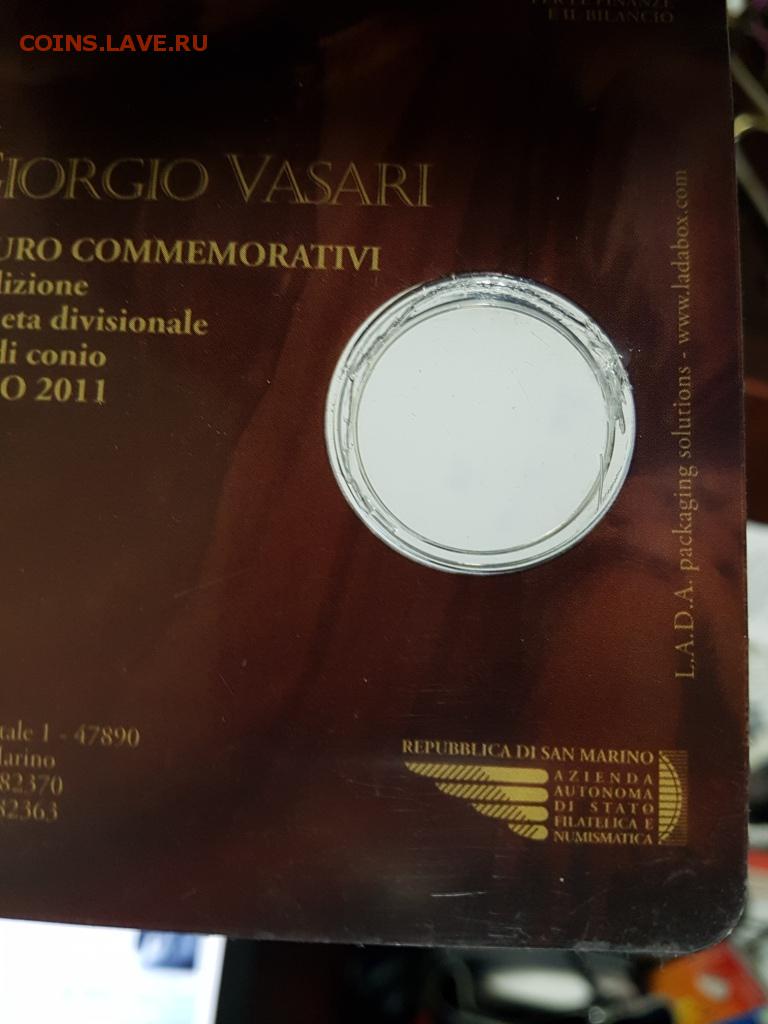 COINS.LAVE.RU
E IL BILANCIO
GIORGIO VASARI
URO COMMEMORATIVI
dizione
eta divisionale
di conio
O 2011
L.A.D.A. packaging solutions - www.ladabox.com
tale 1 - 47890
Marino
82370
82363
REPUBBLICA DI SAN MARINO
AZIENDA
AUTONOMA
DI STATO
FILATELICA E
NUMISMATICA